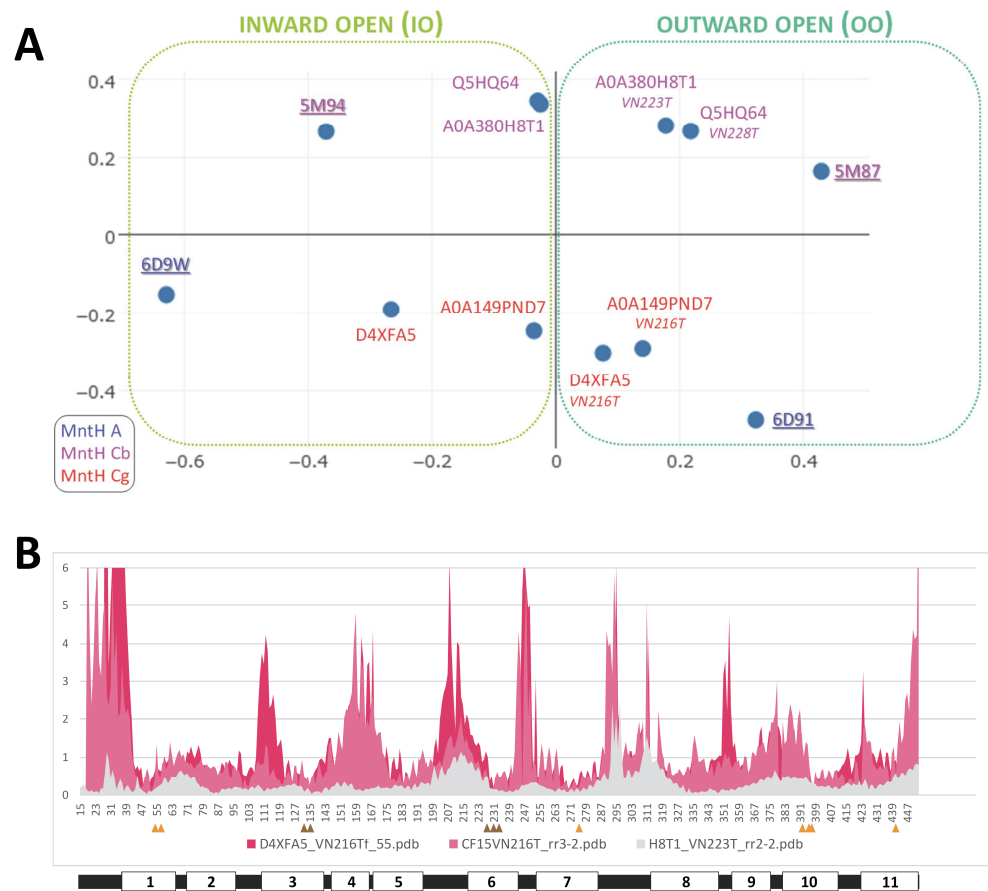 A
INWARD OPEN (IO)
OUTWARD OPEN (OO)
0.4
0.2
0
−0.2
−0.4
5M94
Q5HQ64
A0A380H8T1
A0A380H8T1
VN223T
Q5HQ64
VN228T
5M87
6D9W
D4XFA5
A0A149PND7
A0A149PND7
VN216T
D4XFA5
VN216T
6D91
MntH A
MntH Cb
MntH Cg
−0.6 −0.4 −0.2 0 0.2 0.4
B
6
5
4
3
2
1
0
15 23 31 39 47 55 63 71 79 87 95 103 111 119 127 135 143 151 159 167 175 183 191 199 207 215 223 231 239 247 255 263 271 279 287 295 303 311 319 327 335 343 351 359 367 375 383 391 399 407 415 423 431 439 447
D4XFA5_VN216Tf_55.pdb CF15VN216T_rr3-2.pdb H8T1_VN223T_rr2-2.pdb
1 2 3 4 5 6 7 8 9 10 11